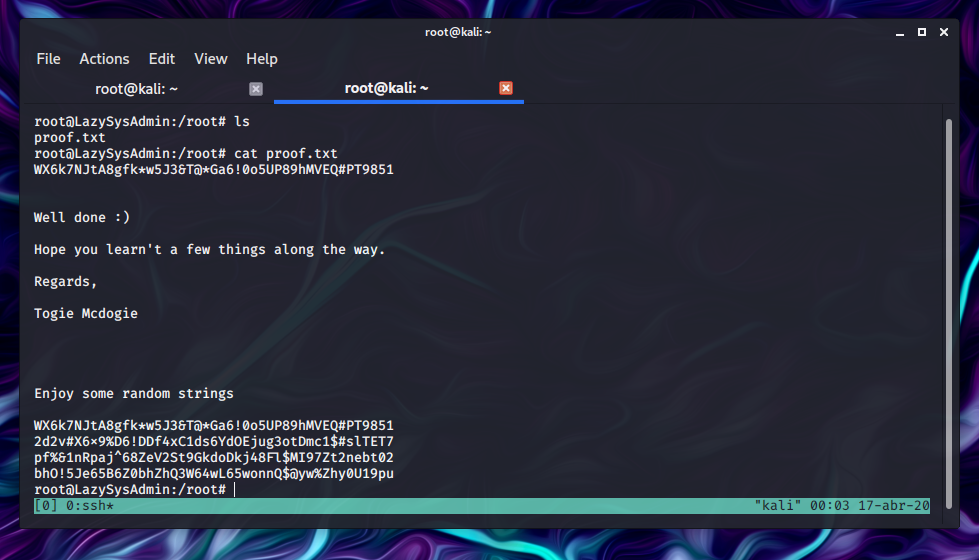 root@kali: ~
File Actions Edit View Help
root@kali: ~ root@kali: ~
root@LazySysAdmin:/root# ls
proof.txt
root@LazySysAdmin:/root# cat proof.txt
WX6k7NJtA8gfk*w5J3&T@*Ga6!0o5UP89hMVEQ#PT9851
Well done :)
Hope you learn't a few things along the way.
Regards,
Togie Mcdogie
Enjoy some random strings
WX6k7NJtA8gfk*w5J3&T@*Ga6!0o5UP89hMVEQ#PT9851
2d2v#X6x9%D6!DDf4xC1ds6YdOEjug3otDmc1$#slTET7
pf%&1nRpaj^68ZeV2St9GkdoDkj48Fl$MI97Zt2nebt02
bhO!5Je65B6Z0bhZhQ3W64wL65wonnQ$@yw%Zhy0U19pu
root@LazySysAdmin:/root#
[0] 0:ssh* "kali" 00:03 17-abr-20